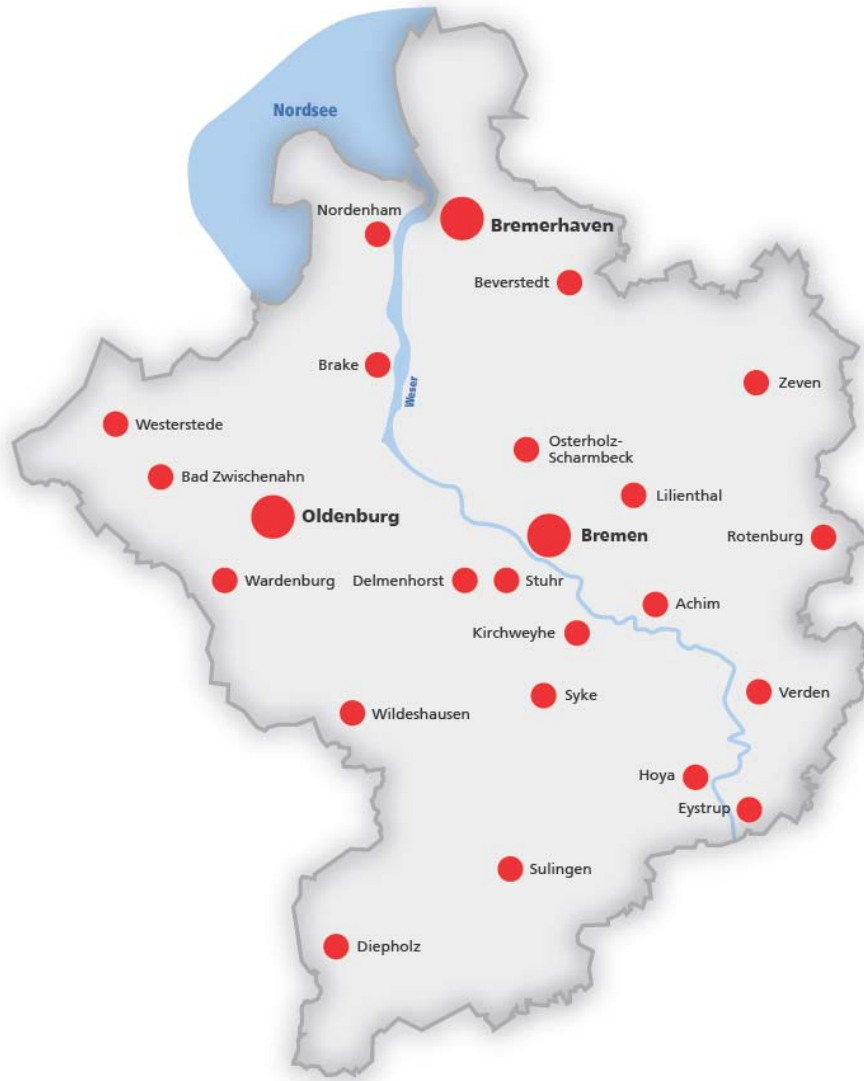 Nordsee
Nordenham
Bremerhaven
Beverstedt
Brake
Weser
Zeven
Westerstede
Osterholz-
Scharmbeck
Bad Zwischenahn
Lilienthal
Oldenburg
Bremen
Rotenburg
Wardenburg
Delmenhorst
Stuhr
Achim
Kirchweyhe
Syke
Verden
Wildeshausen
Hoya
Eystrup
Sulingen
Diepholz